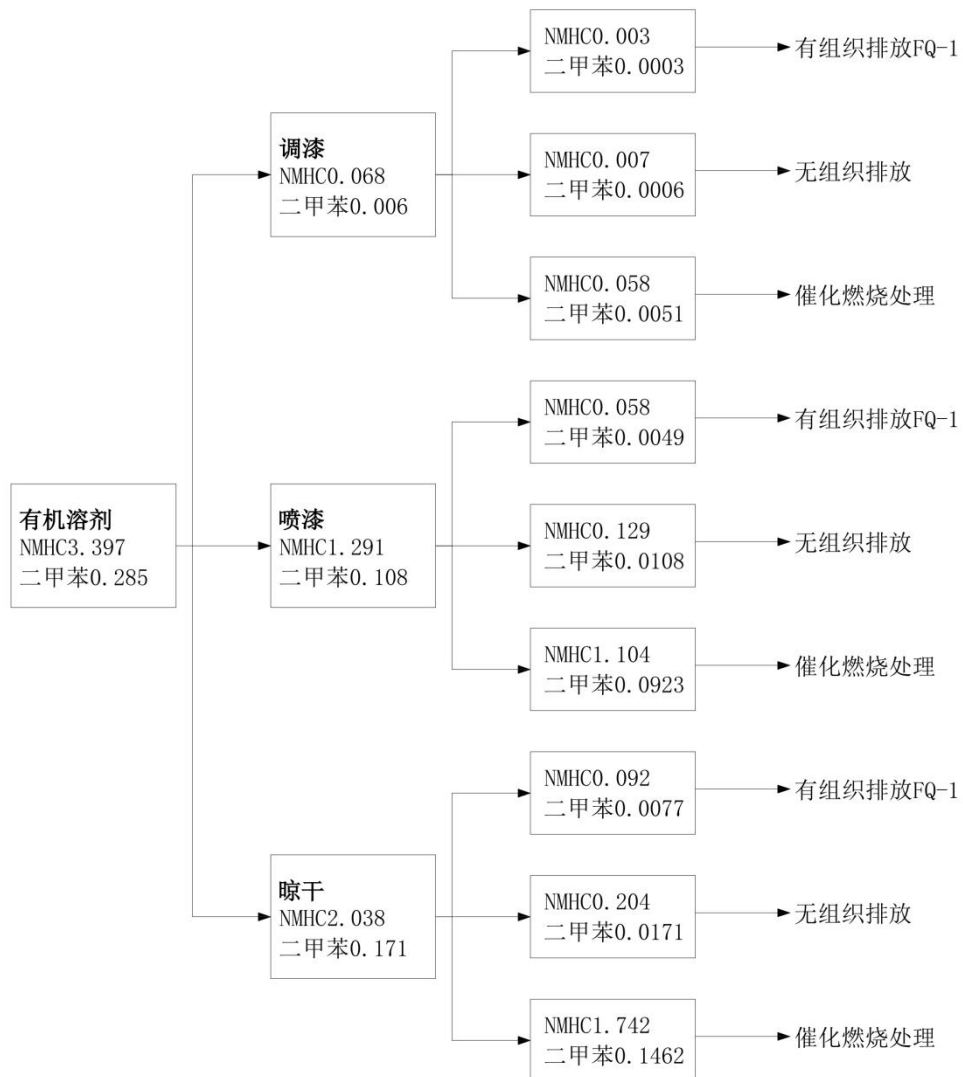 有机溶剂
NMHC3.397
二甲苯0.285
调漆
NMHC0.068
二甲苯0.006
NMHC0.003
二甲苯0.0003
有组织排放FQ-1
NMHC0.007
二甲苯0.0006
无组织排放
NMHC0.058
二甲苯0.0051
催化燃烧处理
喷漆
NMHC1.291
二甲苯0.108
NMHC0.058
二甲苯0.0049
有组织排放FQ-1
NMHC0.129
二甲苯0.0108
无组织排放
NMHC1.104
二甲苯0.0923
催化燃烧处理
晾干
NMHC2.038
二甲苯0.171
NMHC0.092
二甲苯0.0077
有组织排放FQ-1
NMHC0.204
二甲苯0.0171
无组织排放
NMHC1.742
二甲苯0.1462
催化燃烧处理